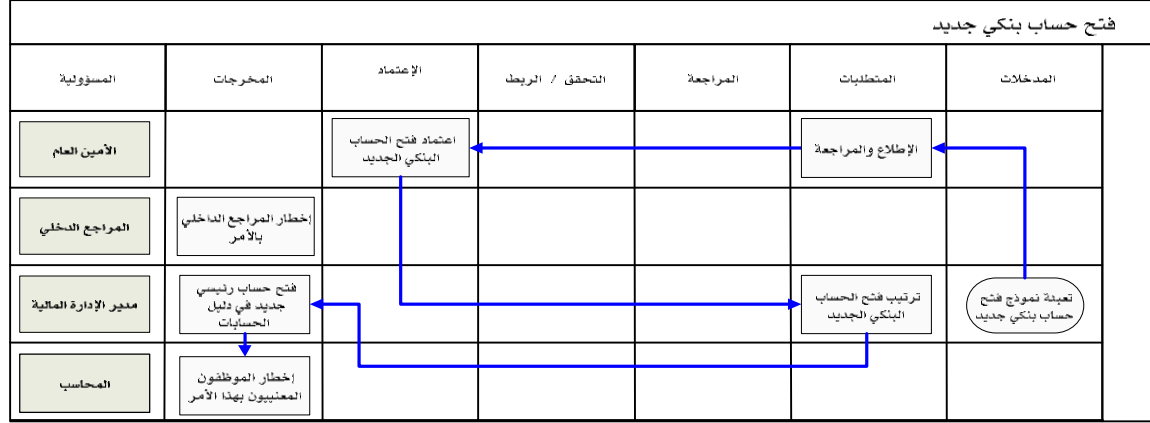 فتح حساب بنكي جديد
المدخلات
المتطلبات
المراجعة
التحقق / الربط
الإعتماد
المخرجات
المسؤولية
الإطلاع والمراجعة
اعتماد فتح الحساب
البنكي الجديد
الأمين العام
إخطار المراجع الداخلي
بالأمر
المراجع الدخلي
تعبئة نموذج فتح
حساب بنكي جديد
ترتيب فتح الحساب
البنكي الجديد
فتح حساب رئيسي
جديد في دليل
الحسابات
مدير الإدارة المالية
إخطار الموظفون
المعنييون بهذا الأمر
المحاسب